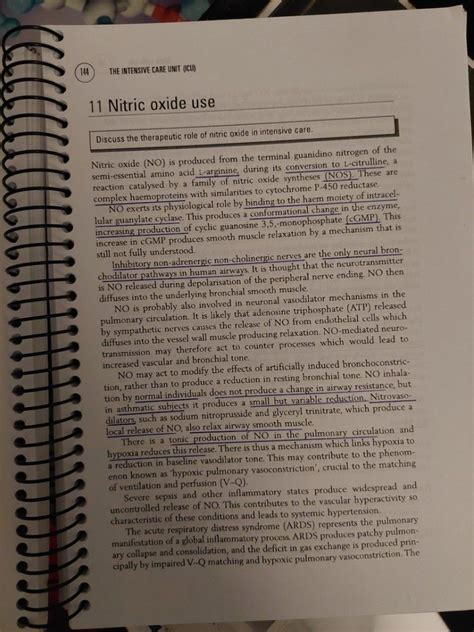 144 THE INTENSIVE CARE UNIT (ICU)
11 Nitric oxide use
Discuss the therapeutic role of nitric oxide in intensive care.
Nitric oxide (NO) is produced from the terminal guanidino nitrogen of the
semi-essential amino acid L-arginine, during its conversion to L-citrulline, a
reaction catalysed by a family of nitric oxide syntheses (NOS). These are
complex haemoproteins with similarities to cytochrome P-450 reductase.
NO exerts its physiological role by binding to the haem moiety of intracel-
lular guanylate cyclase. This produces a conformational change in the enzyme,
increasing production of cyclic guanosine 3,5,-monophosphate (cGMP). This
increase in cGMP produces smooth muscle relaxation by a mechanism that is
still not fully understood.
Inhibitory non-adrenergic non-cholinergic nerves are the only neural bron-
chodilator pathways in human airways. It is thought that the neurotransmitter
is NO released during depolarisation of the peripheral nerve ending. NO then
diffuses into the underlying bronchial smooth muscle.
NO is probably also involved in neuronal vasodilator mechanisms in the
pulmonary circulation. It is likely that adenosine triphosphate (ATP) released
by sympathetic nerves causes the release of NO from endothelial cells which
diffuses into the vessel wall muscle producing relaxation. NO-mediated neuro-
transmission may therefore act to counter processes which would lead to
increased vascular and bronchial tone.
NO may act to modify the effects of artificially induced bronchoconstric-
tion, rather than to produce a reduction in resting bronchial tone. NO inhala-
tion by normal individuals does not produce a change in airway resistance, but
in asthmatic subjects it produces a small but variable reduction. Nitrovaso-
dilators, such as sodium nitroprusside and glyceryl trinitrate, which produce a
local release of NO, also relax airway smooth muscle.
There is a tonic production of NO in the pulmonary circulation and
hypoxia reduces this release. There is thus a mechanism which links hypoxia to
a reduction in baseline vasodilator tone. This may contribute to the phenom-
enon known as 'hypoxic pulmonary vasoconstriction', crucial to the matching
of ventilation and perfusion (V–Q).
Severe sepsis and other inflammatory states produce widespread and
uncontrolled release of NO. This contributes to the vascular hyperactivity so
characteristic of these conditions and leads to systemic hypertension.
The acute respiratory distress syndrome (ARDS) represents the pulmonary
manifestation of a global inflammatory process. ARDS produces patchy pulmon-
ary collapse and consolidation, and the deficit in gas exchange is produced prin-
cipally by impaired V–Q matching and hypoxic pulmonary vasoconstriction. The